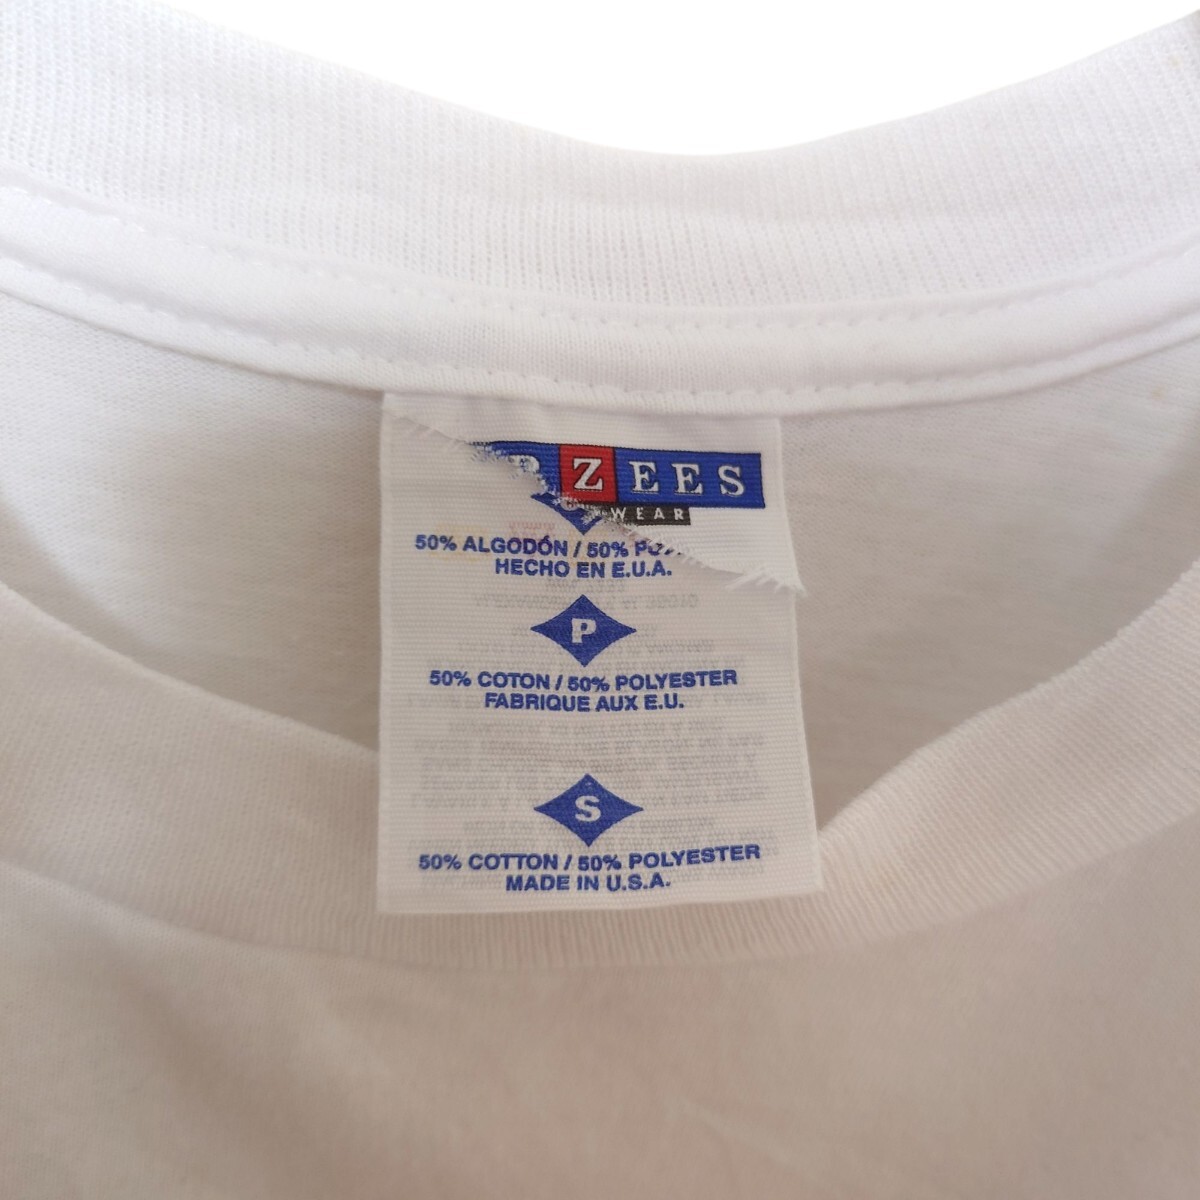 ZEES
WEAR
50% ALGODÓN / 50%
HECHO EN E.U.A.
P
50% COTON / 50% POLYESTER
FABRIQUE AUX E.U.
S
50% COTTON / 50% POLYESTER
MADE IN U.S.A.